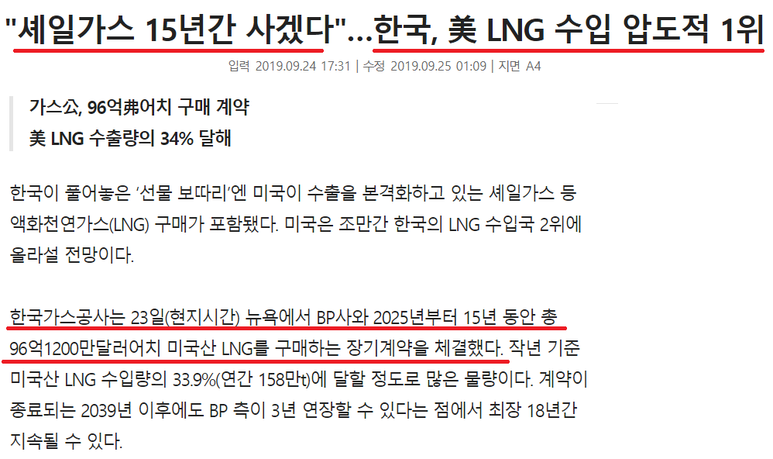 "셰일가스 15년간 사겠다"...한국, 美 LNG 수입 압도적 1위
입력 2019.09.24 17:31 | 수정 2019.09.25 01:09 | 지면 A4
가스公, 96억弗어치 구매 계약
美 LNG 수출량의 34% 달해
한국이 풀어놓은 ‘선물 보따리’엔 미국이 수출을 본격화하고 있는 셰일가스 등
액화천연가스(LNG) 구매가 포함됐다. 미국은 조만간 한국의 LNG 수입국 2위에
올라설 전망이다.
한국가스공사는 23일(현지시간) 뉴욕에서 BP사와 2025년부터 15년 동안 총
96억1200만달러어치 미국산 LNG를 구매하는 장기계약을 체결했다. 작년 기준
미국산 LNG 수입량의 33.9%(연간 158만t)에 달할 정도로 많은 물량이다. 계약이
종료되는 2039년 이후에도 BP 측이 3년 연장할 수 있다는 점에서 최장 18년간
지속될 수 있다.